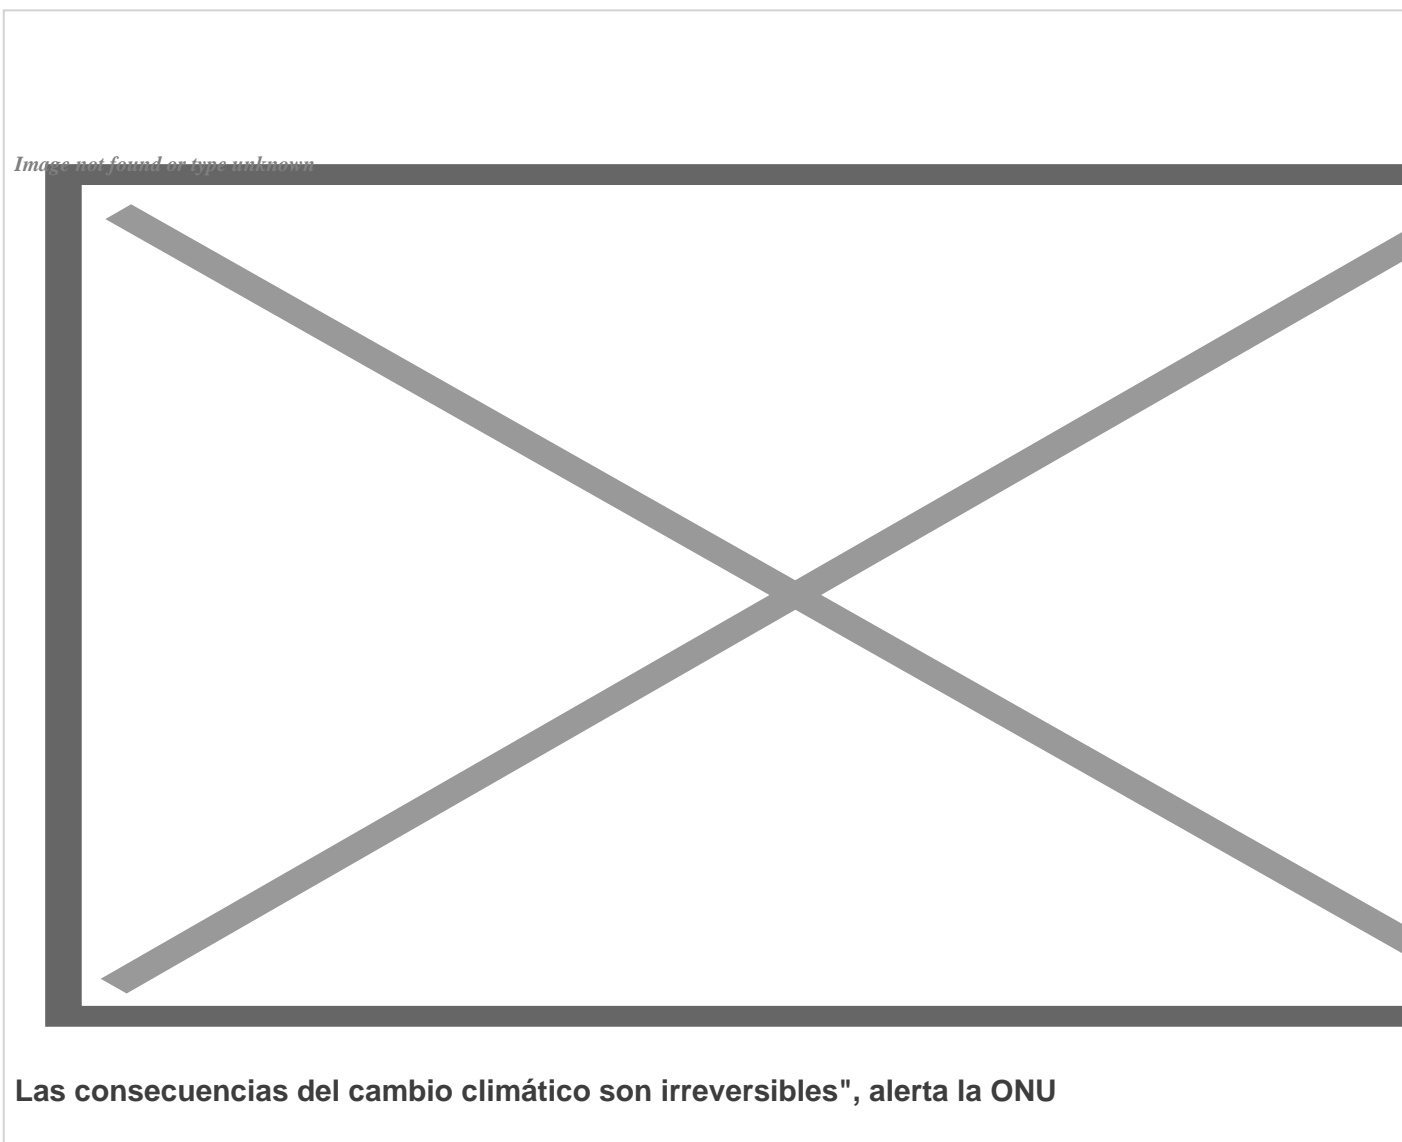 Image not found or type unknown
Las consecuencias del cambio climático son irreversibles", alerta la ONU